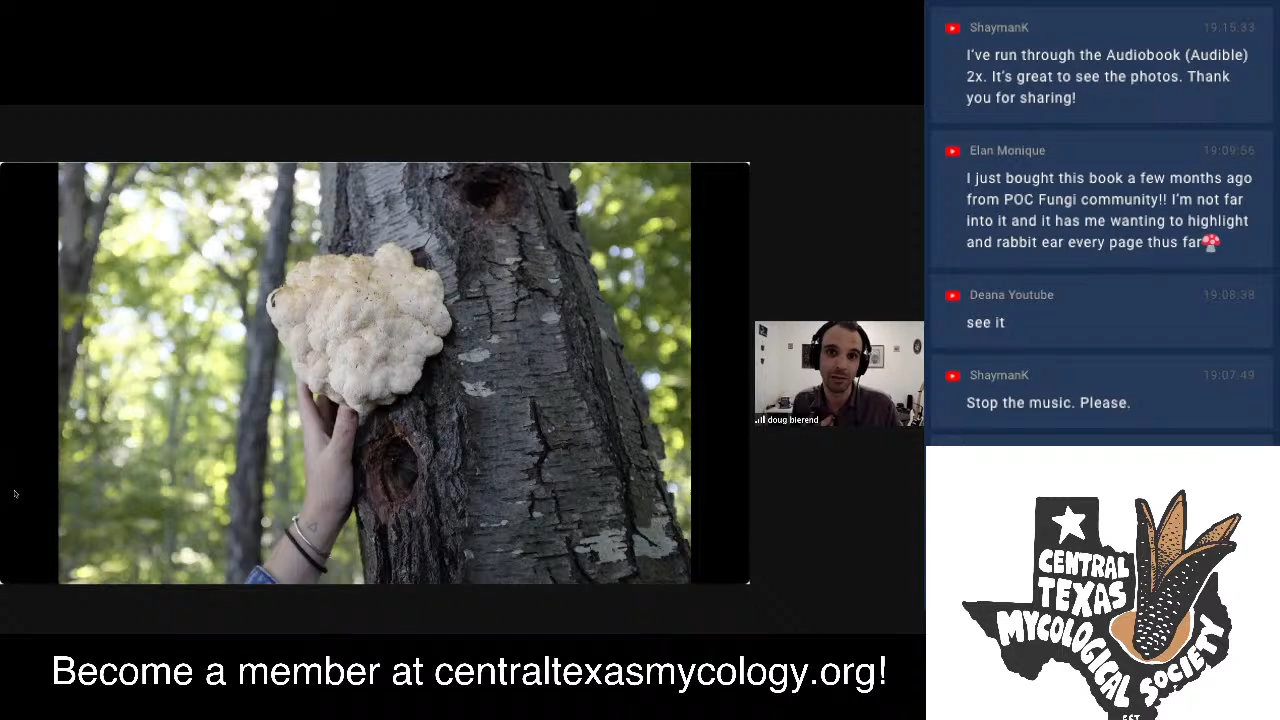 ShaymanK 19.15.33
I've run through the Audiobook (Audible)
2x. It's great to see the photos. Thank
you for sharing!
Elan Monique 19:09:56
I just bought this book a few months ago
from POC Fungi community!! I'm not far
into it and it has me wanting to highlight
and rabbit ear every page thus far
Deana Youtube 19:08:38
see it
ShaymanK 19:07.49
Stop the music. Please.
doug bierend
Become a member at centraltexasmycology.org!
CENTRAL
TEXAS
MYCOLOGICAL
SOCIETY
EST